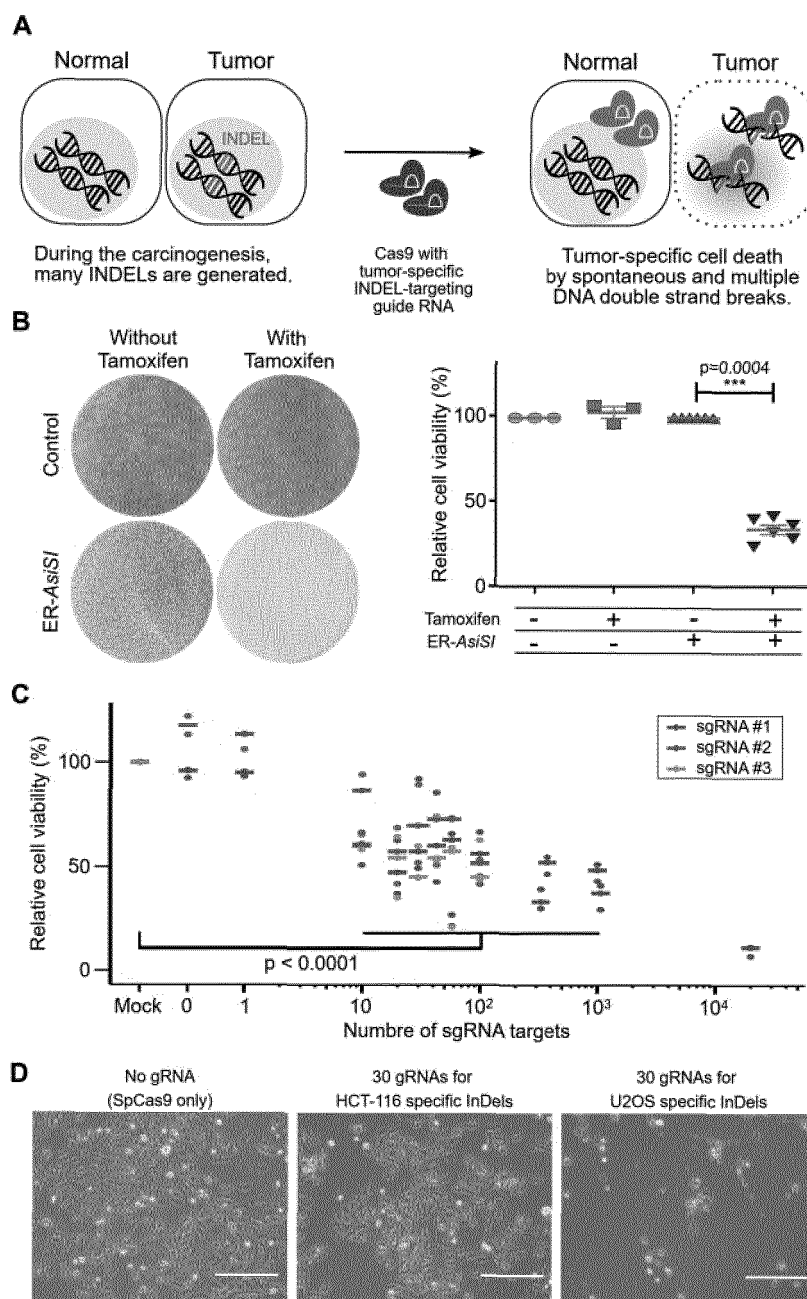 A
Normal
Tumor
INDEL
Normal
Tumor
During the carcinogenesis,
many INDELs are generated.
Cas9 with
tumor-specific
INDEL-targeting
guide RNA
Tumor-specific cell death
by spontaneous and multiple
DNA double strand breaks.
B
Without
Tamoxifen
With
Tamoxifen
Control
ER-AsiSI
Relative cell viability (%)
100
50
0
p=0.0004
***
Tamoxifen - + - +
ER-AsiSI - - + +
C
Relative cell viability (%)
100
50
0
sgRNA #1
sgRNA #2
sgRNA #3
p < 0.0001
Mock 0 1 10 10² 10³ 10⁴
Numbre of sgRNA targets
D
No gRNA
(SpCas9 only)
30 gRNAs for
HCT-116 specific InDels
30 gRNAs for
U2OS specific InDels